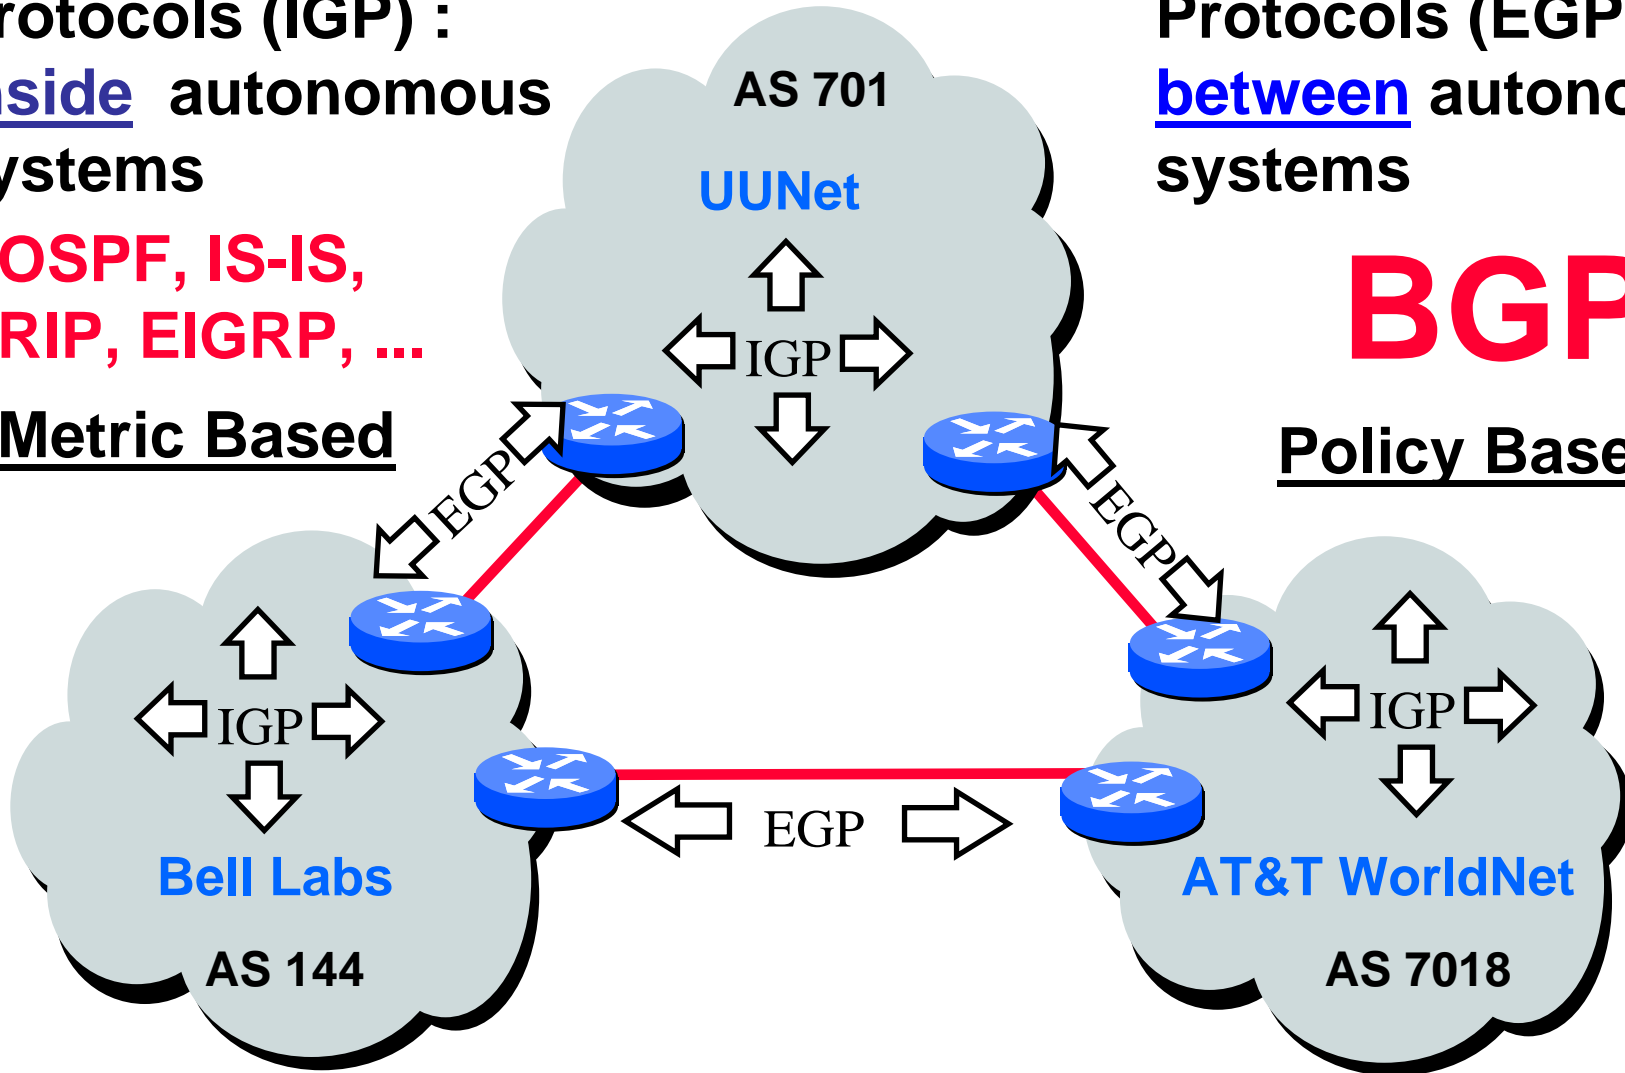 rotocols (IGP) :
nside autonomous
ystems
OSPF, IS-IS,
RIP, EIGRP, ...
Metric Based
Protocols (EGP
between autono
systems
BGP
Policy Base
AS 701
UUNet
IGP
EGP
EGP
IGP
Bell Labs
AS 144
EGP
IGP
AT&T WorldNet
AS 7018